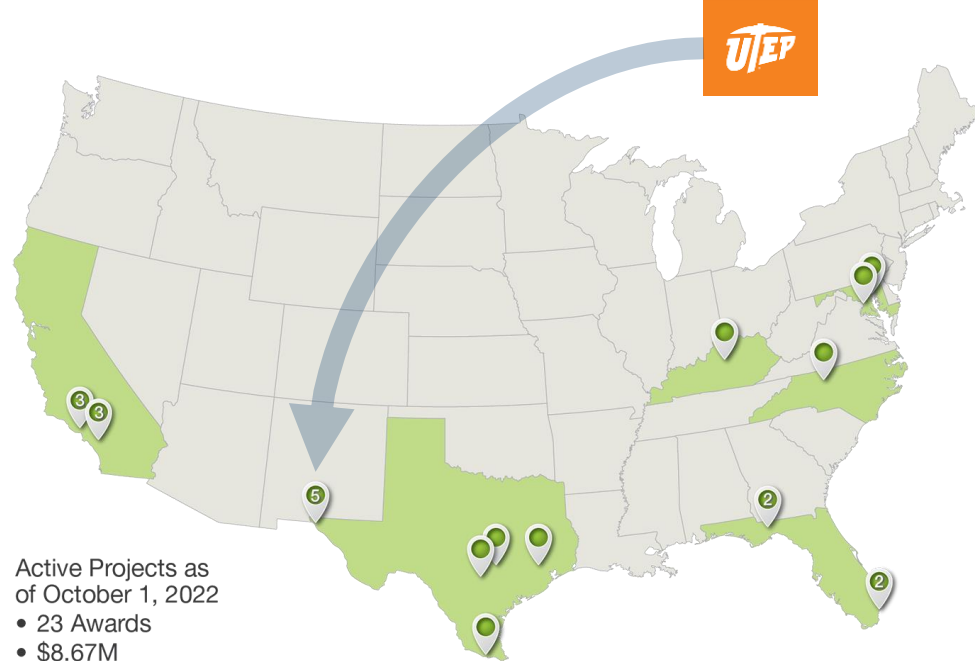 UTEP
3
3
5
2
2
Active Projects as
of October 1, 2022
• 23 Awards
• $8.67M